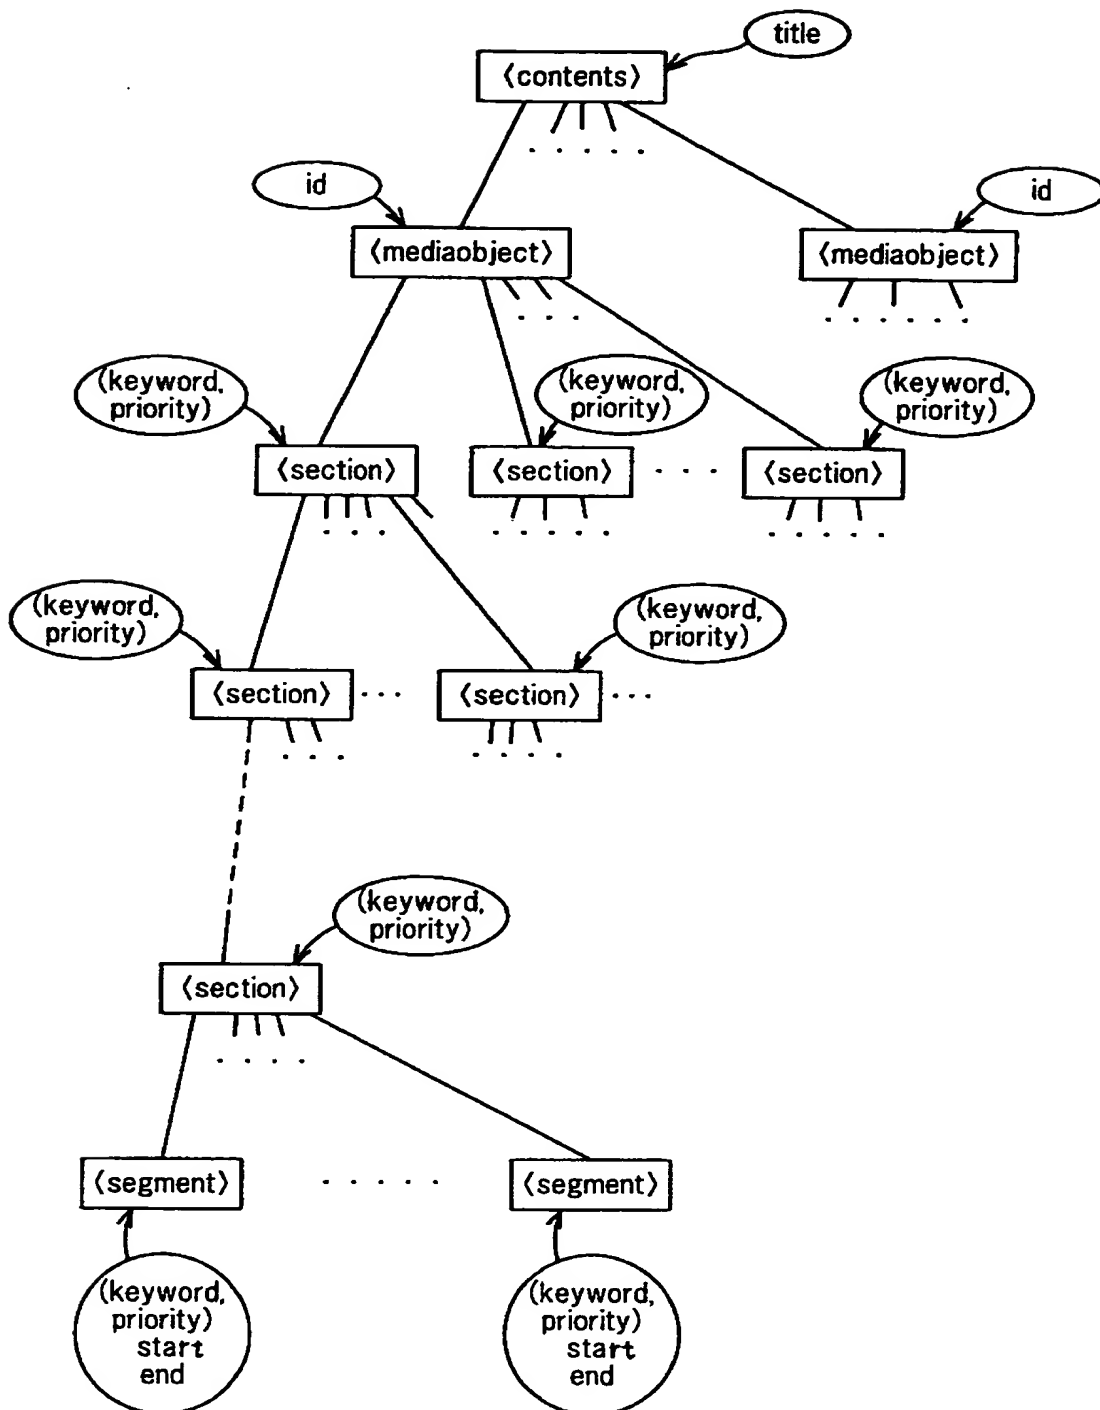 title
〈contents〉
id
id
〈mediaobject〉
〈mediaobject〉
(keyword,
priority)
(keyword,
priority)
(keyword,
priority)
〈section〉
〈section〉
〈section〉
(keyword,
priority)
(keyword,
priority)
〈section〉
〈section〉
(keyword,
priority)
〈section〉
〈segment〉
〈segment〉
(keyword,
priority)
start
end
(keyword,
priority)
start
end